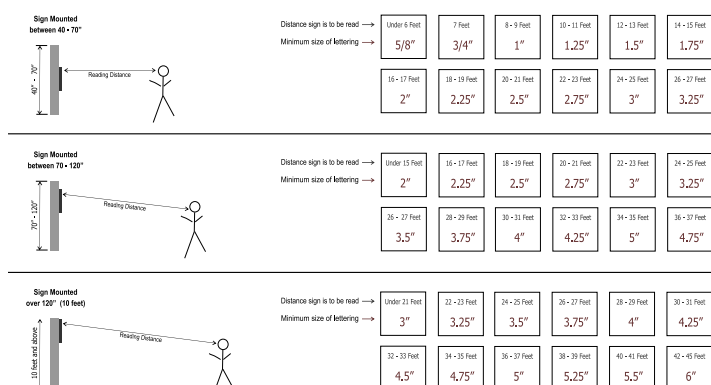 Sign Mounted
between 40 - 70"
40" - 70"
Reading Distance
Distance sign is to be read →
Minimum size of lettering →
Under 6 Feet 7 Feet 8 - 9 Feet 10 - 11 Feet 12 - 13 Feet 14 - 15 Feet
5/8" 3/4" 1" 1.25" 1.5" 1.75"
16 - 17 Feet 18 - 19 Feet 20 - 21 Feet 22 - 23 Feet 24 - 25 Feet 26 - 27 Feet
2" 2.25" 2.5" 2.75" 3" 3.25"
Sign Mounted
between 70 - 120"
70" - 120"
Reading Distance
Distance sign is to be read →
Minimum size of lettering →
Under 15 Feet 16 - 17 Feet 18 - 19 Feet 20 - 21 Feet 22 - 23 Feet 24 - 25 Feet
2" 2.25" 2.5" 2.75" 3" 3.25"
26 - 27 Feet 28 - 29 Feet 30 - 31 Feet 32 - 33 Feet 34 - 35 Feet 36 - 37 Feet
3.5" 3.75" 4" 4.25" 5" 4.75"
Sign Mounted
over 120" (10 feet)
10 feet and above
Reading Distance
Distance sign is to be read →
Minimum size of lettering →
Under 21 Feet 22 - 23 Feet 24 - 25 Feet 26 - 27 Feet 28 - 29 Feet 30 - 31 Feet
3" 3.25" 3.5" 3.75" 4" 4.25"
32 - 33 Feet 34 - 35 Feet 36 - 37 Feet 38 - 39 Feet 40 - 41 Feet 42 - 45 Feet
4.5" 4.75" 5" 5.25" 5.5" 6"